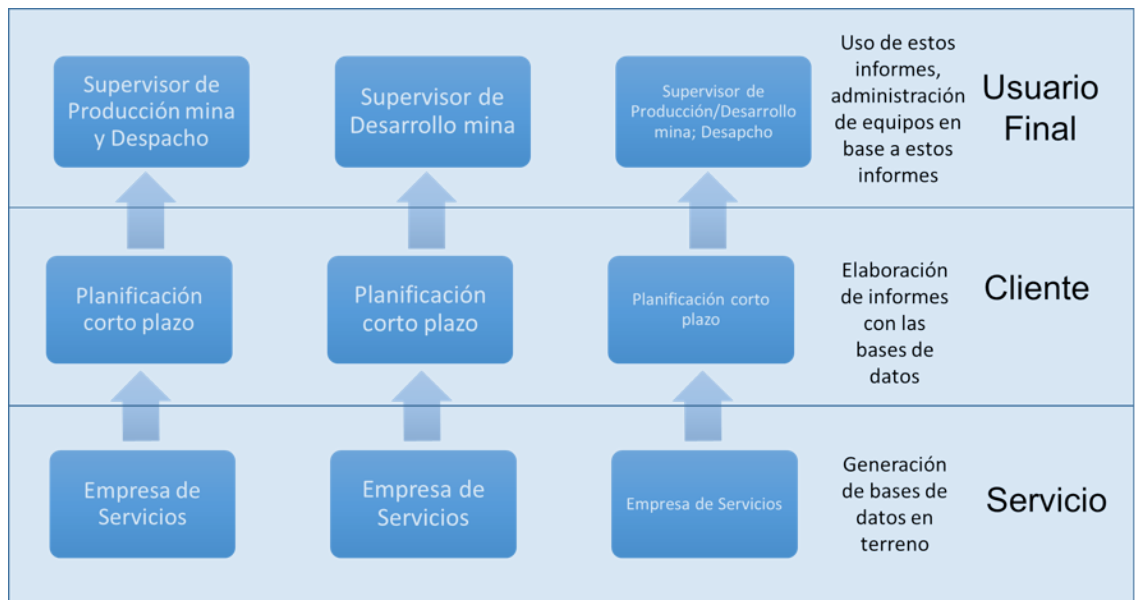 Supervisor de
Producción mina
y Despacho
Supervisor de
Desarrollo mina
Supervisor de
Producción/Desarrollo
mina; Desapcho
Uso de estos
informes,
administración
de equipos en
base a estos
informes
Usuario
Final
Planificación
corto plazo
Planificación
corto plazo
Planificación corto
plazo
Elaboración
de informes
con las
bases de
datos
Cliente
Empresa de
Servicios
Empresa de
Servicios
Empresa de Servicios
Generación
de bases de
datos en
terreno
Servicio